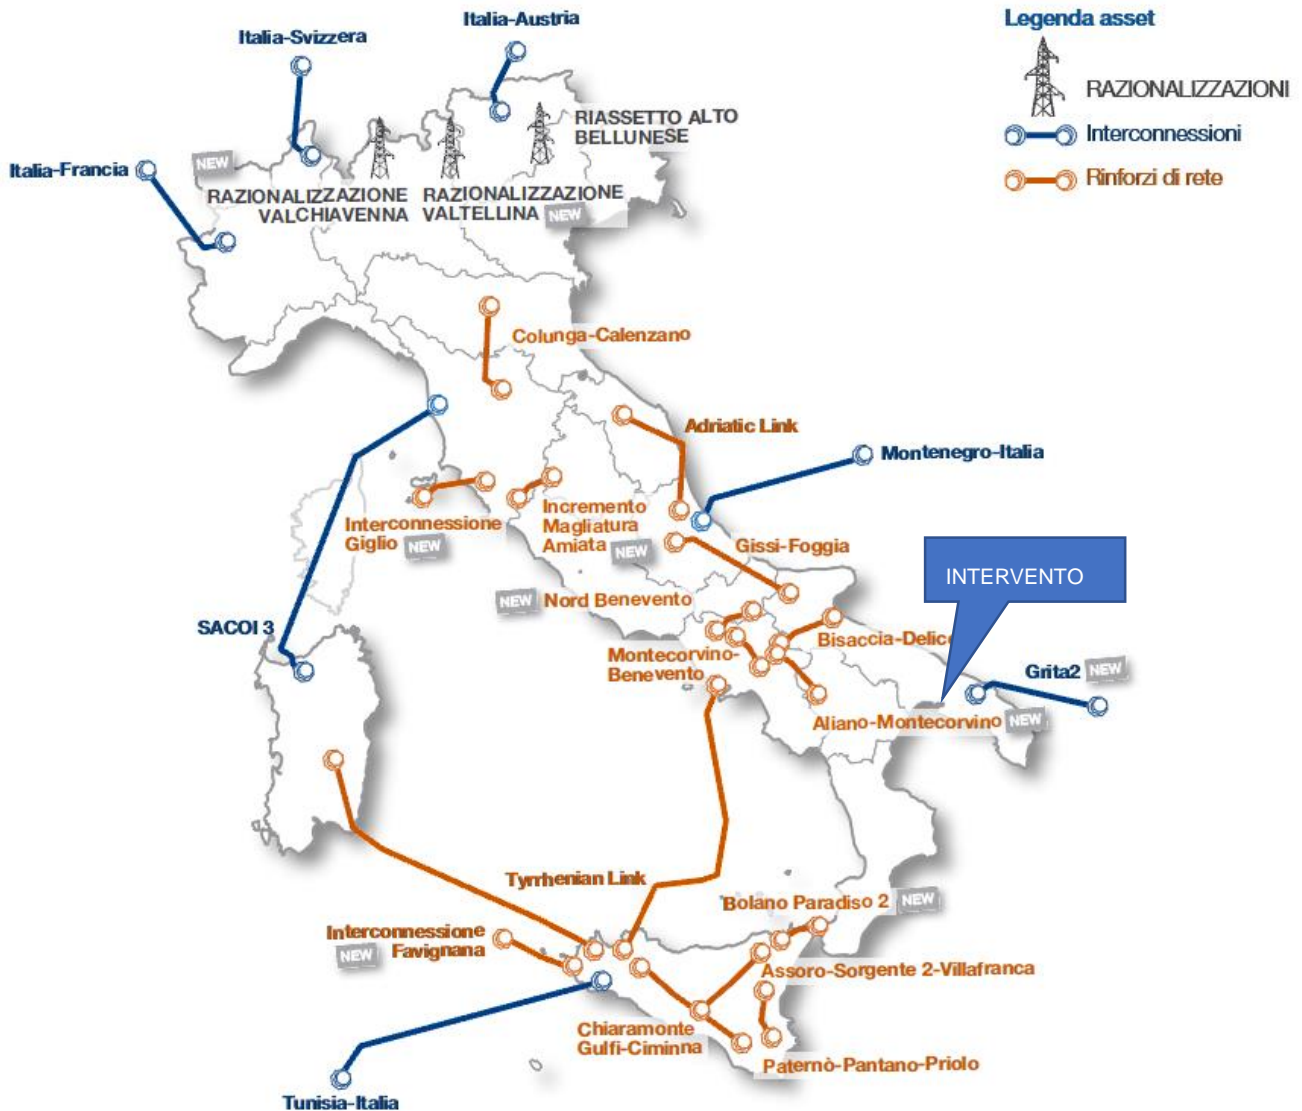 Italia-Austria
Legenda asset
Italia-Svizzera
RAZIONALIZZAZIONI
RIASSETTO ALTO
BELLUNESE
Interconnessioni
Italia-Francia
NEW
Rinforzi di rete
RAZIONALIZZAZIONE
VALCHIAVENNA
RAZIONALIZZAZIONE
VALTELLINA NEW
Colunga-Calenzano
Adriatic Link
Montenegro-Italia
Interconnessione
Giglio NEW
Incremento
Magliatura
Amiata NEW
Gissi-Foggia
INTERVENTO
NEW Nord Benevento
SACOI 3
Montecorvino-
Benevento
Bisaccia-Delice
Grita2 NEW
Aliano-Montecorvino NEW
Tyrrhenian Link
Bolano Paradiso 2 NEW
Interconnessione
NEW Favignana
Assoro-Sorgente 2-Villafranca
Chiaramonte
Gulfi-Ciminna
Paternò-Pantano-Priolo
Tunisia-Italia